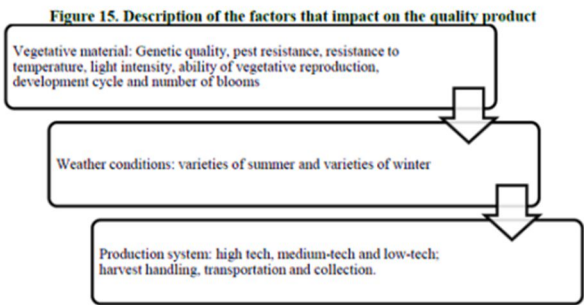 Figure 15. Description of the factors that impact on the quality product
Vegetative material: Genetic quality, pest resistance, resistance to
temperature, light intensity, ability of vegetative reproduction,
development cycle and number of blooms
Weather conditions: varieties of summer and varieties of winter
Production system: high tech, medium-tech and low-tech;
harvest handling, transportation and collection.